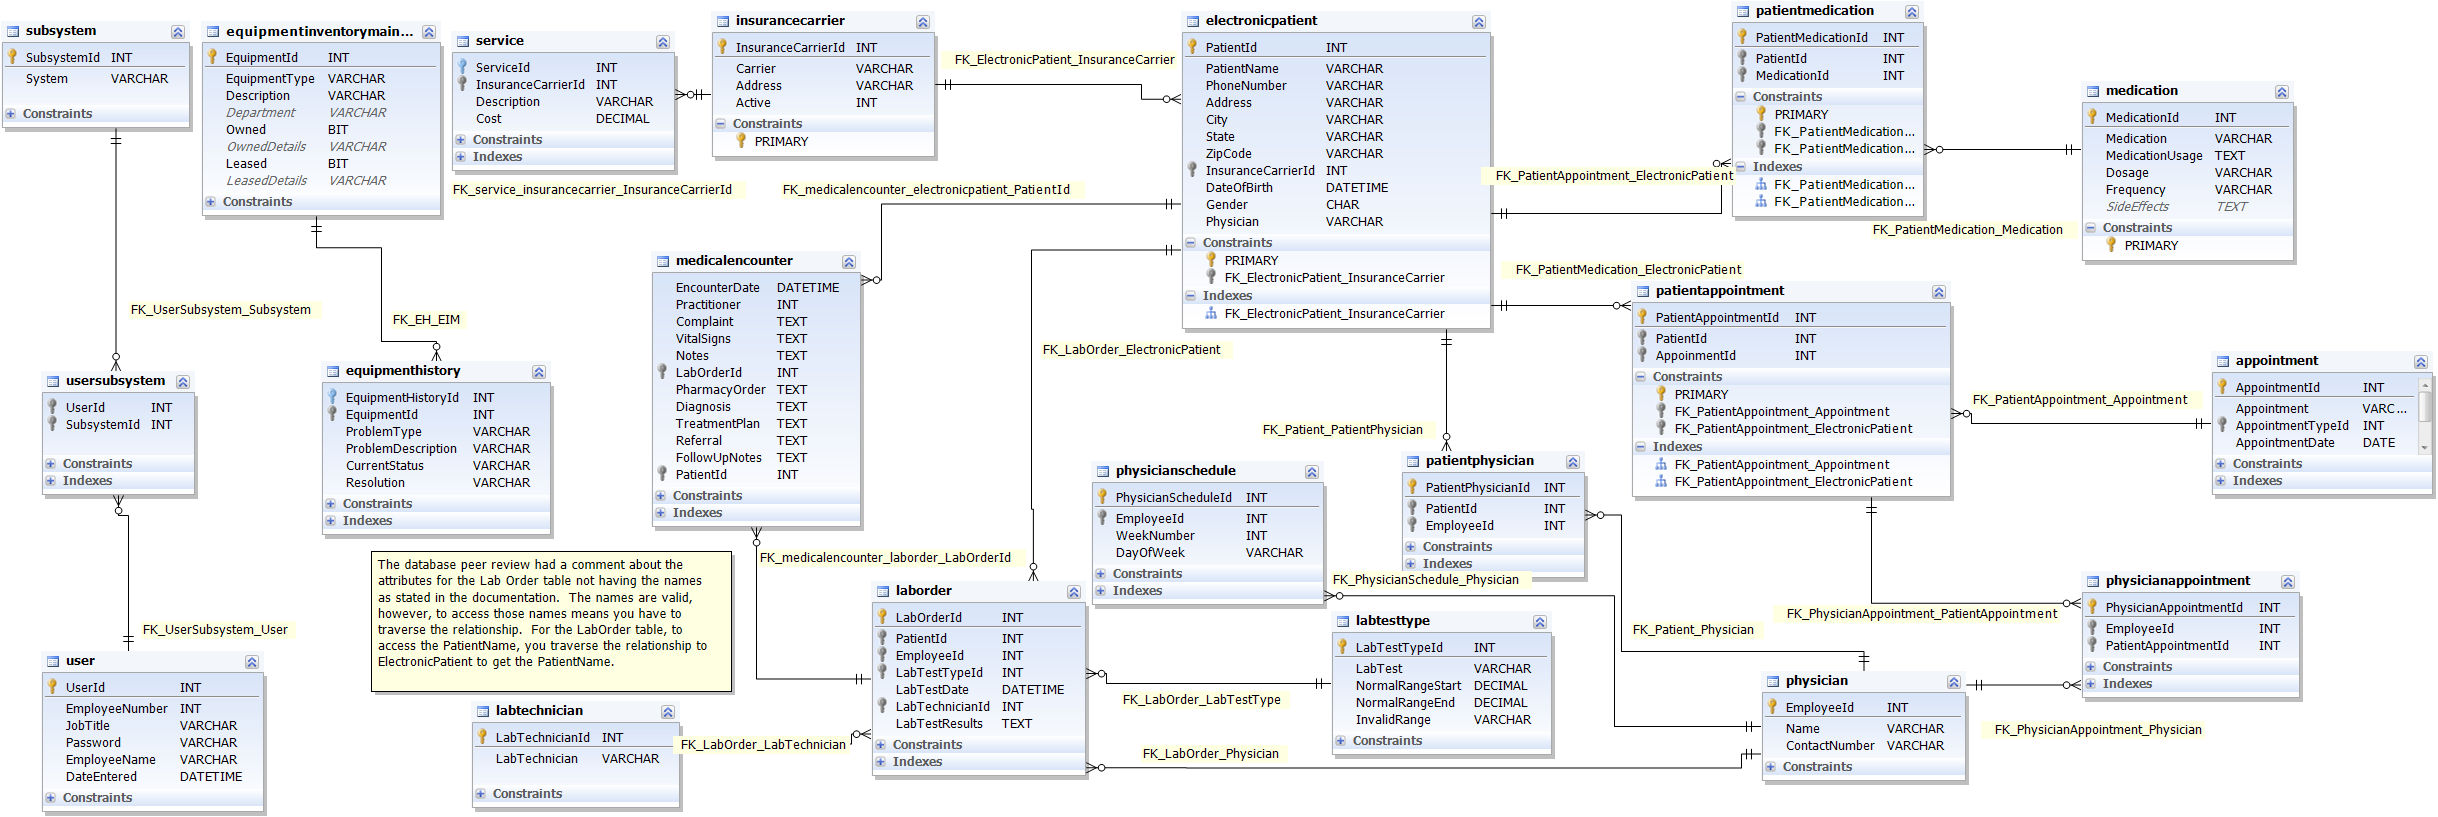 subsystem
SubsystemId INT
System VARCHAR
Constraints
equipmentinventorymain...
EquipmentId INT
EquipmentType VARCHAR
Description VARCHAR
Department VARCHAR
Owned BIT
OwnedDetails VARCHAR
Leased BIT
LeasedDetails VARCHAR
Constraints
service
ServiceId INT
InsuranceCarrierId INT
Description VARCHAR
Cost DECIMAL
Constraints
Indexes
FK_service_insurancecarrier_InsuranceCarrierId
insurancecarrier
InsuranceCarrierId INT
Carrier VARCHAR
Address VARCHAR
Active INT
Constraints
PRIMARY
FK_ElectronicPatient_InsuranceCarrier
FK_medicalencounter_electronicpatient_PatientId
electronicpatient
PatientId INT
PatientName VARCHAR
PhoneNumber VARCHAR
Address VARCHAR
City VARCHAR
State VARCHAR
ZipCode VARCHAR
InsuranceCarrierId INT
DateOfBirth DATETIME
Gender CHAR
Physician VARCHAR
Constraints
PRIMARY
FK_ElectronicPatient_InsuranceCarrier
Indexes
FK_ElectronicPatient_InsuranceCarrier
FK_PatientAppointment_ElectronicPatient
patientmedication
PatientMedicationId INT
PatientId INT
MedicationId INT
Constraints
PRIMARY
FK_PatientMedication...
FK_PatientMedication...
Indexes
FK_PatientMedication...
FK_PatientMedication...
FK_PatientMedication_Medication
medication
MedicationId INT
Medication VARCHAR
MedicationUsage TEXT
Dosage VARCHAR
Frequency VARCHAR
SideEffects TEXT
Constraints
PRIMARY
FK_PatientMedication_ElectronicPatient
patientappointment
PatientAppointmentId INT
PatientId INT
AppoinmentId INT
Constraints
PRIMARY
FK_PatientAppointment_Appointment
FK_PatientAppointment_ElectronicPatient
Indexes
FK_PatientAppointment_Appointment
FK_PatientAppointment_ElectronicPatient
FK_PatientAppointment_Appointment
appointment
AppointmentId INT
Appointment VARC...
AppointmentTypeId INT
AppointmentDate DATE
Constraints
Indexes
FK_UserSubsystem_Subsystem
FK_EH_EIM
usersubsystem
UserId INT
SubsystemId INT
Constraints
Indexes
equipmenthistory
EquipmentHistoryId INT
EquipmentId INT
ProblemType VARCHAR
ProblemDescription VARCHAR
CurrentStatus VARCHAR
Resolution VARCHAR
Constraints
Indexes
medicalencounter
EncounterDate DATETIME
Practitioner INT
Complaint TEXT
VitalSigns TEXT
Notes TEXT
LabOrderId INT
PharmacyOrder TEXT
Diagnosis TEXT
TreatmentPlan TEXT
Referral TEXT
FollowUpNotes TEXT
PatientId INT
Constraints
Indexes
FK_LabOrder_ElectronicPatient
FK_Patient_PatientPhysician
physicianschedule
PhysicianScheduleId INT
EmployeeId INT
WeekNumber INT
DayOfWeek VARCHAR
Constraints
Indexes
patientphysician
PatientPhysicianId INT
PatientId INT
EmployeeId INT
Constraints
Indexes
FK_PhysicianSchedule_Physician
The database peer review had a comment about the
attributes for the Lab Order table not having the names
as stated in the documentation. The names are valid,
however, to access those names means you have to
traverse the relationship. For the LabOrder table, to
access the PatientName, you traverse the relationship to
ElectronicPatient to get the PatientName.
FK_medicalencounter_laborder_LabOrderId
laborder
LabOrderId INT
PatientId INT
EmployeeId INT
LabTestTypeId INT
LabTestDate DATETIME
LabTechnicianId INT
LabTestResults TEXT
Constraints
Indexes
labtesttype
LabTestTypeId INT
LabTest VARCHAR
NormalRangeStart DECIMAL
NormalRangeEnd DECIMAL
InvalidRange VARCHAR
Constraints
FK_LabOrder_LabTestType
FK_Patient_Physician
FK_PhysicianAppointment_PatientAppointment
physicianappointment
PhysicianAppointmentId INT
EmployeeId INT
PatientAppointmentId INT
Constraints
Indexes
FK_UserSubsystem_User
user
UserId INT
EmployeeNumber INT
JobTitle VARCHAR
Password VARCHAR
EmployeeName VARCHAR
DateEntered DATETIME
Constraints
labtechnician
LabTechnicianId INT
LabTechnician VARCHAR
Constraints
FK_LabOrder_LabTechnician
FK_LabOrder_Physician
physician
EmployeeId INT
Name VARCHAR
ContactNumber VARCHAR
Constraints
FK_PhysicianAppointment_Physician